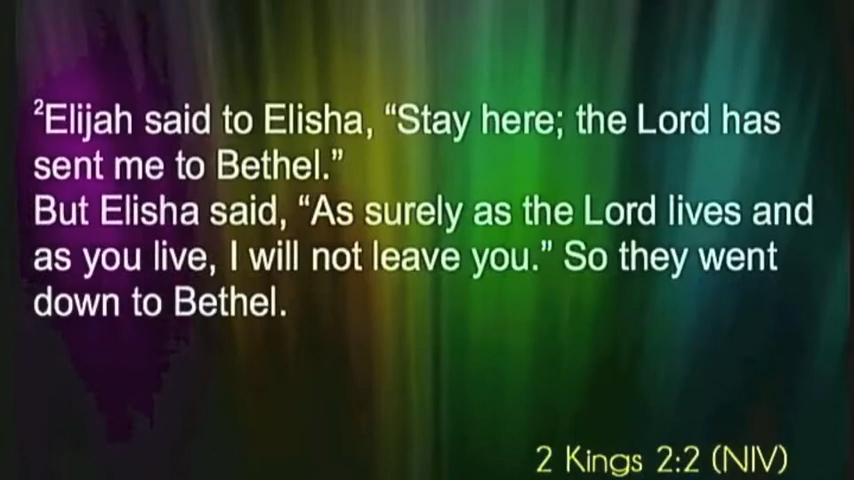 ²Elijah said to Elisha, “Stay here; the Lord has
sent me to Bethel.”
But Elisha said, “As surely as the Lord lives and
as you live, I will not leave you.” So they went
down to Bethel.
2 Kings 2:2 (NIV)